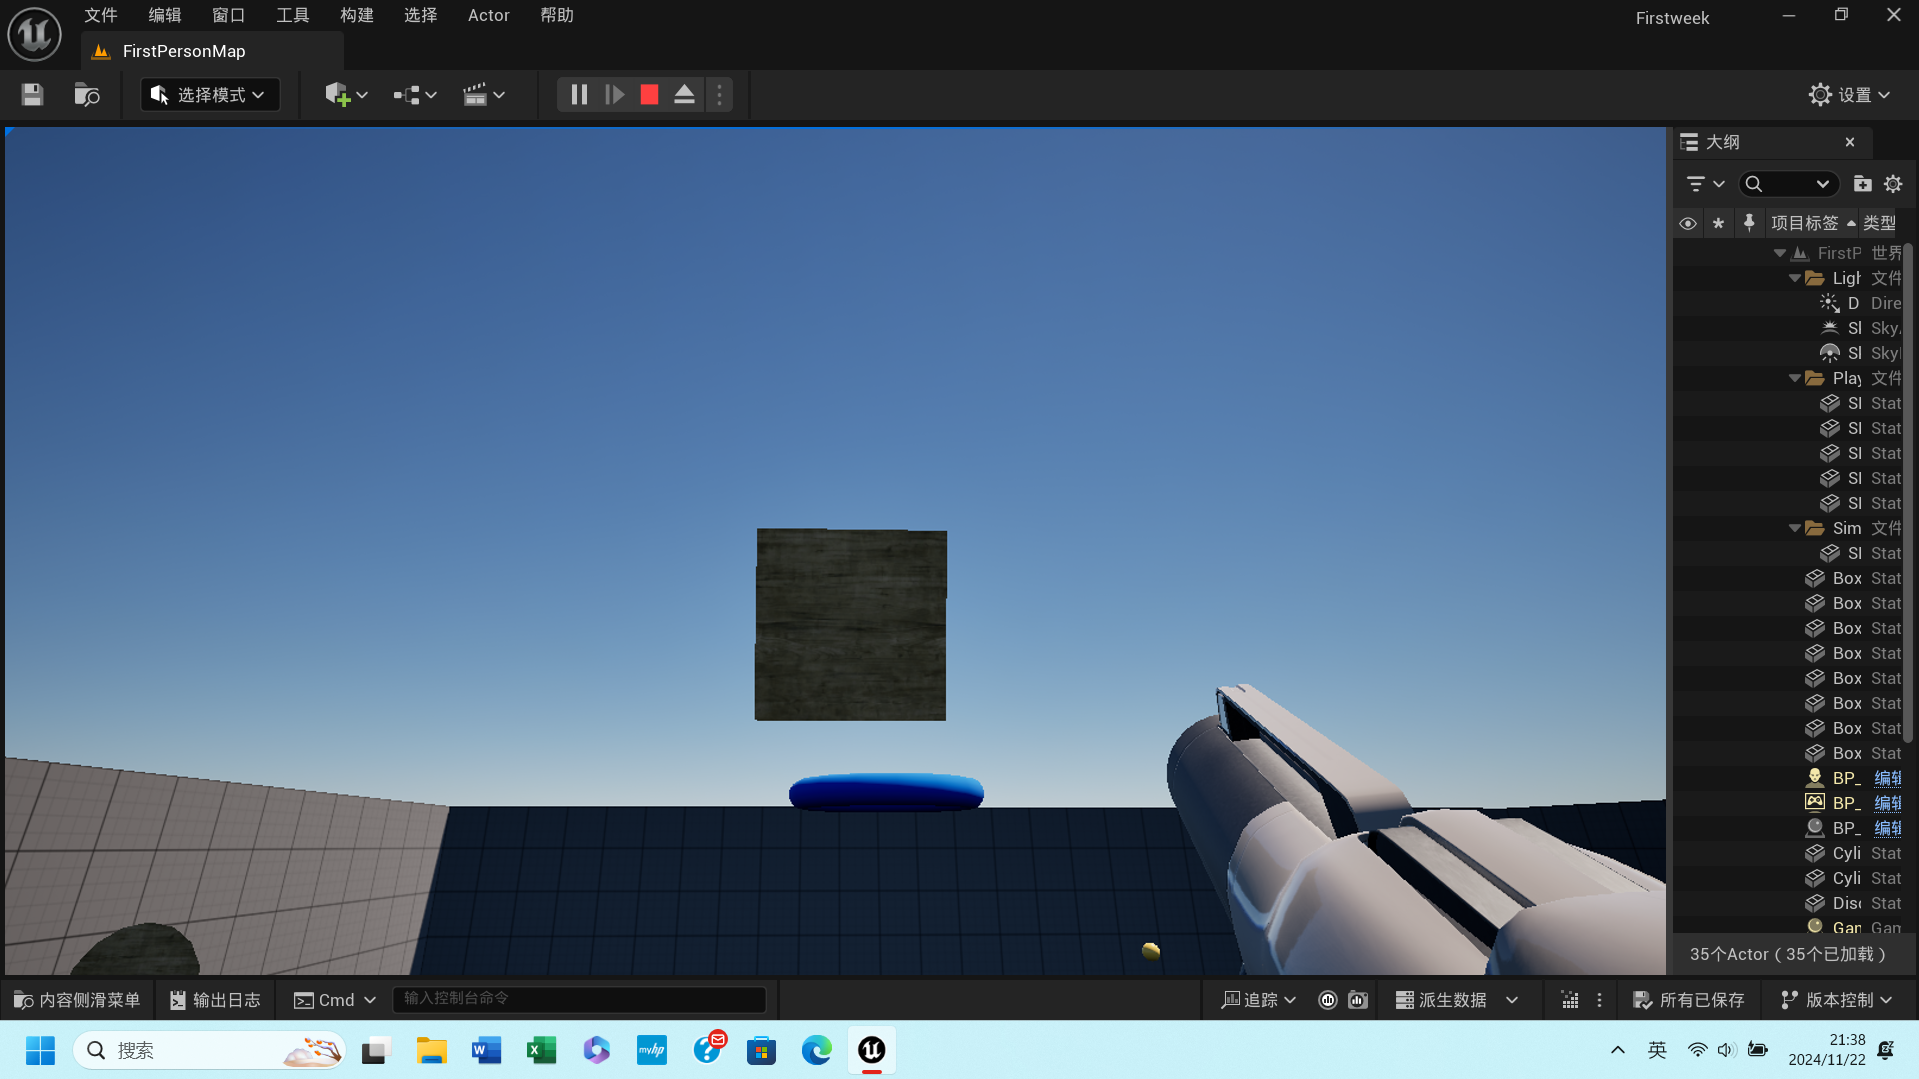 文件 编辑 窗口 工具 构建 选择 Actor 帮助
Firstweek
FirstPersonMap
选择模式
设置
大纲
项目标签 类型
FirstP 世界
Ligh 文件
D Dire
Sl Sky
Sl Sky
Play 文件
Sl Stat
Sl Stat
Sl Stat
Sl Stat
Sl Stat
Sim 文件
Sl Stat
Box Stat
Box Stat
Box Stat
Box Stat
Box Stat
Box Stat
Box Stat
Box Stat
BP_ 编辑
BP_ 编辑
BP_ 编辑
Cyli Stat
Cyli Stat
Disc Stat
Gam Gam
35个Actor（35个已加载）
内容侧滑菜单 输出日志 Cmd 输入控制台命令 追踪 派生数据 所有已保存 版本控制
搜索
myhp
英
21:38
2024/11/22